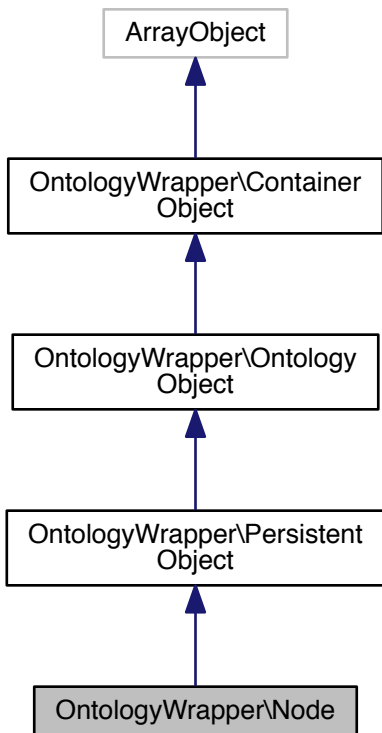 ArrayObject
OntologyWrapper\Container
Object
OntologyWrapper\Ontology
Object
OntologyWrapper\Persistent
Object
OntologyWrapper\Node